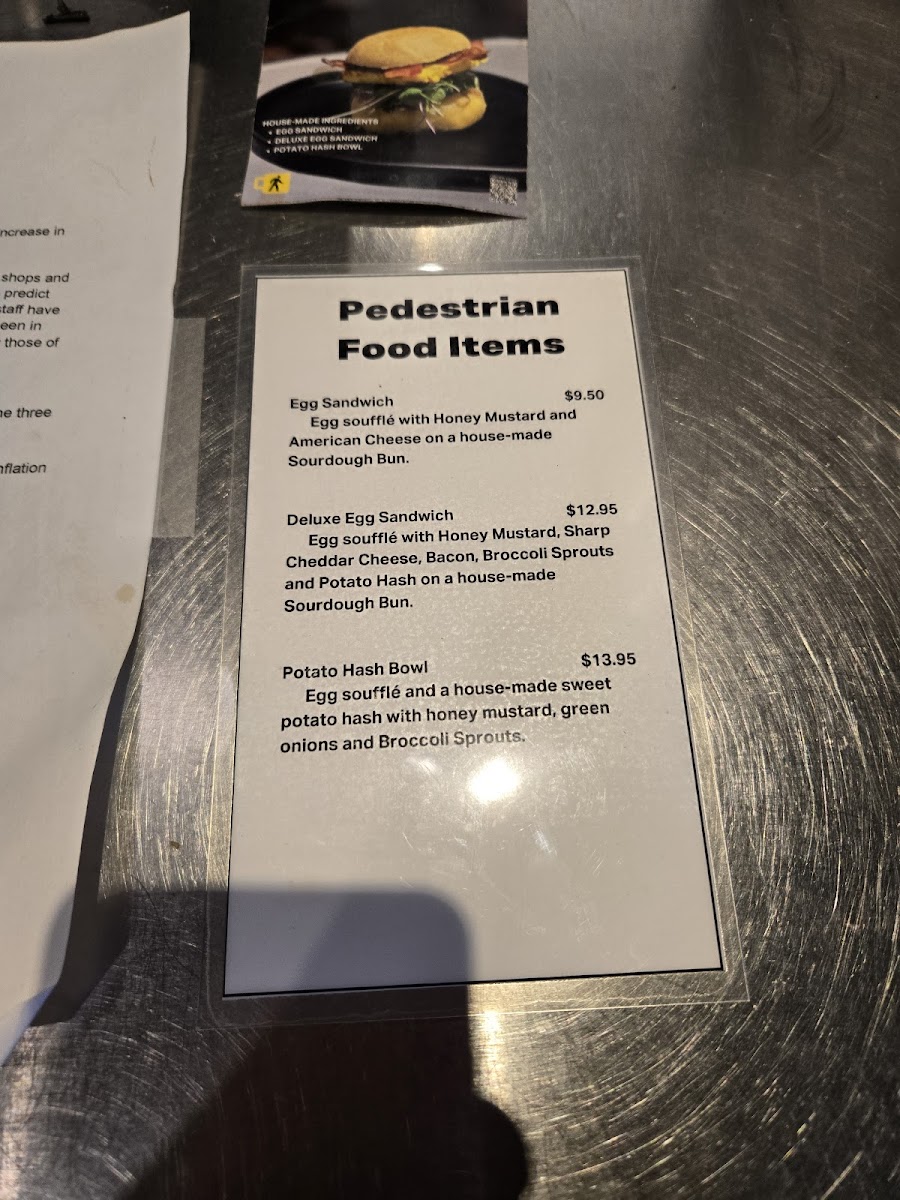 HOUSE-MADE INGREDIENTS
• EGG SANDWICH
• DELUXE EGG SANDWICH
• POTATO HASH BOWL
ncrease in
shops and
predict
staff have
een in
those of
e three
nflation
Pedestrian
Food Items
Egg Sandwich $9.50
Egg soufflé with Honey Mustard and
American Cheese on a house-made
Sourdough Bun.
Deluxe Egg Sandwich $12.95
Egg soufflé with Honey Mustard, Sharp
Cheddar Cheese, Bacon, Broccoli Sprouts
and Potato Hash on a house-made
Sourdough Bun.
Potato Hash Bowl $13.95
Egg soufflé and a house-made sweet
potato hash with honey mustard, green
onions and Broccoli Sprouts.